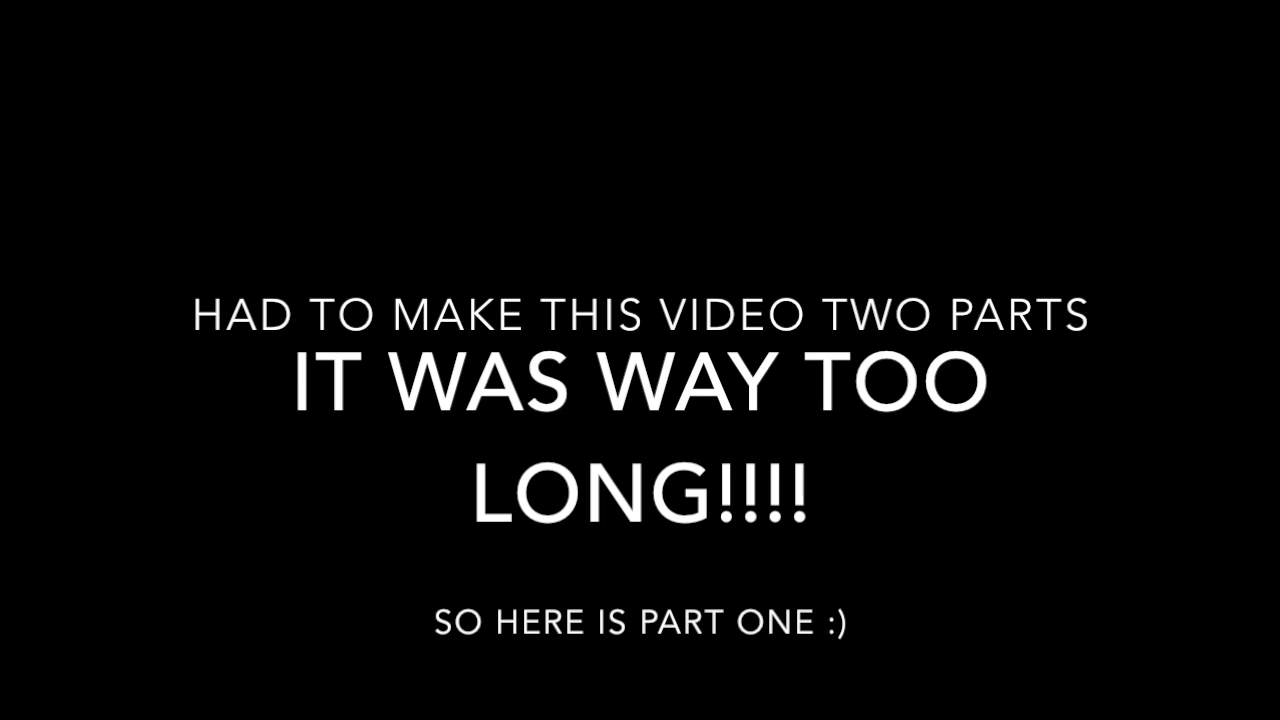 HAD TO MAKE THIS VIDEO TWO PARTS
IT WAS WAY TOO
LONG!!!!
SO HERE IS PART ONE :)